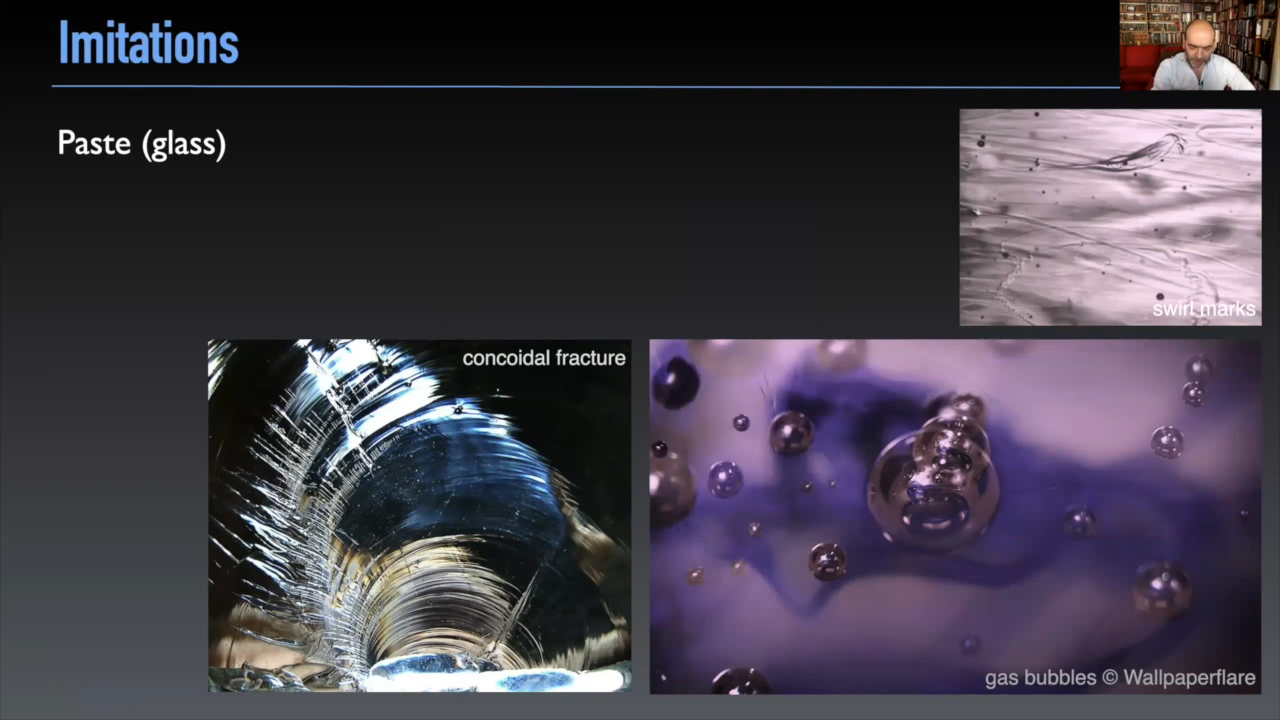 Imitations
Paste (glass)
swirl marks
concoidal fracture
gas bubbles © Wallpaperflare